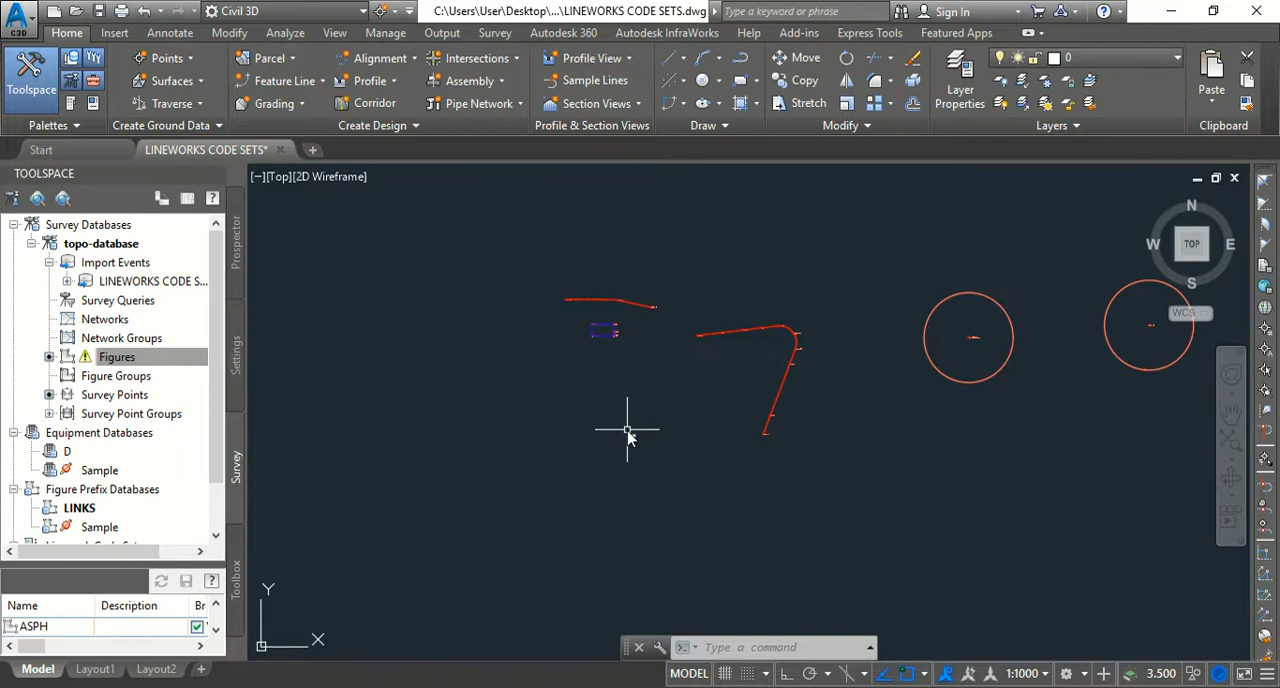 Civil 3D
C:\Users\User\Desktop\...\LINEWORKS CODE SETS.dwg
Type a keyword or phrase
Sign In
C3D
Home Insert Annotate Modify Analyze View Manage Output Survey Autodesk 360 Autodesk InfraWorks Help Add-ins Express Tools Featured Apps
Toolspace
Palettes
Points
Surfaces
Traverse
Create Ground Data
Parcel
Feature Line
Grading
Alignment
Profile
Corridor
Intersections
Assembly
Pipe Network
Create Design
Profile View
Sample Lines
Section Views
Profile & Section Views
Draw
Move
Copy
Stretch
Modify
Layer
Properties
0
Layers
Paste
Clipboard
Start
LINEWORKS CODE SETS*
TOOLSPACE
[−][Top][2D Wireframe]
Survey Databases
topo-database
Import Events
LINEWORKS CODE S...
Survey Queries
Networks
Network Groups
Figures
Figure Groups
Survey Points
Survey Point Groups
Equipment Databases
D
Sample
Figure Prefix Databases
LINKS
Sample
Prospector
Settings
Survey
Toolbox
N
W
TOP
E
S
WCS
Name Description Br
ASPH
Y
X
Type a command
Model Layout1 Layout2
MODEL
1:1000
3.500